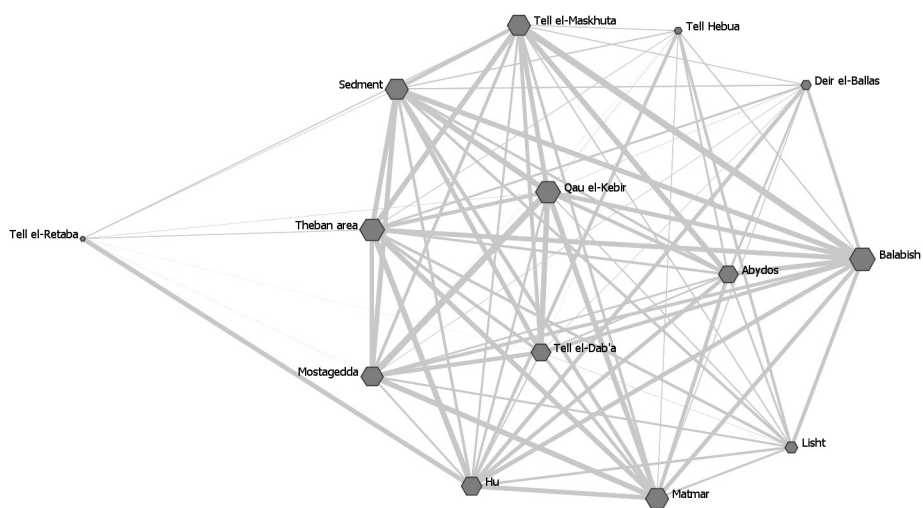 Tell el-Maskhuta
Tell Hebua
Sedment
Deir el-Ballas
Qau el-Kebir
Theban area
Tell el-Retaba
Balabish
Abydos
Tell el-Dab'a
Mostagedda
Lisht
Hu
Matmar